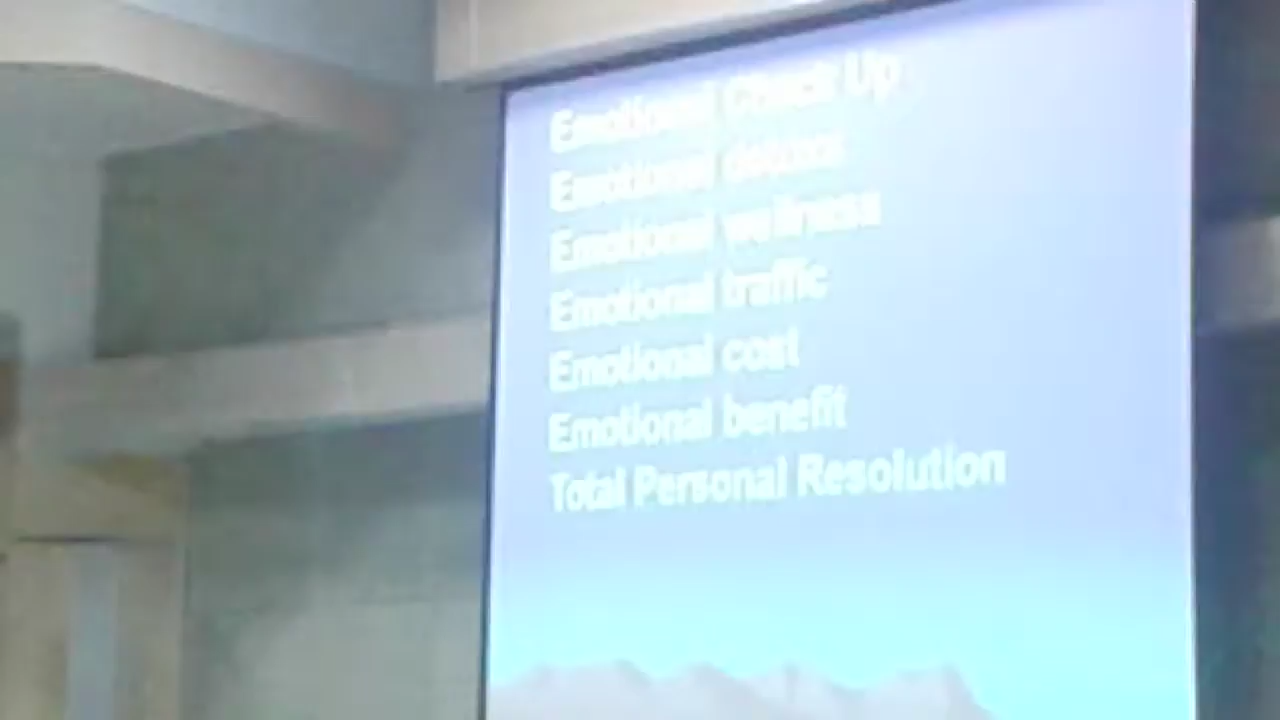 Emotional Check Up
Emotional
Emotional wellness
Emotional traffic
Emotional cost
Emotional benefit
Total Personal Resolution